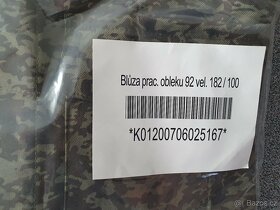 Blůza prac. obleku 92 vel. 182 / 100
*K01200706025167*